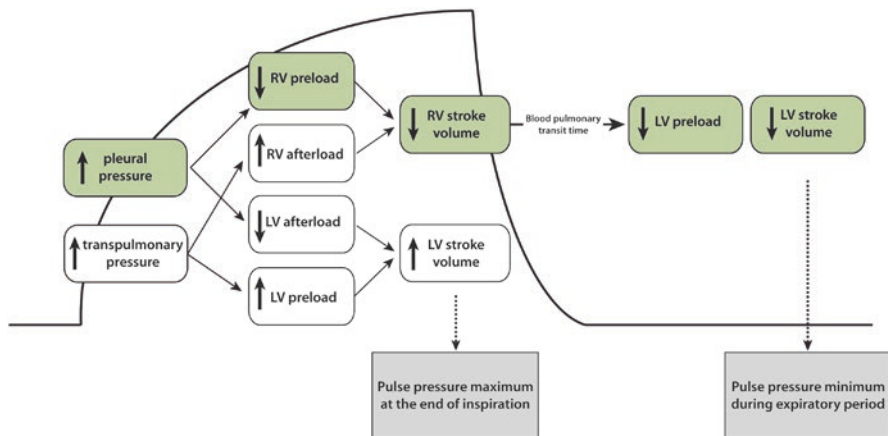 RV preload
RV afterload
LV afterload
LV preload
pleural
pressure
transpulmonary
pressure
RV stroke
volume
LV stroke
volume
Blood pulmonary
transit time
LV preload
LV stroke
volume
Pulse pressure maximum
at the end of inspiration
Pulse pressure minimum
during expiratory period